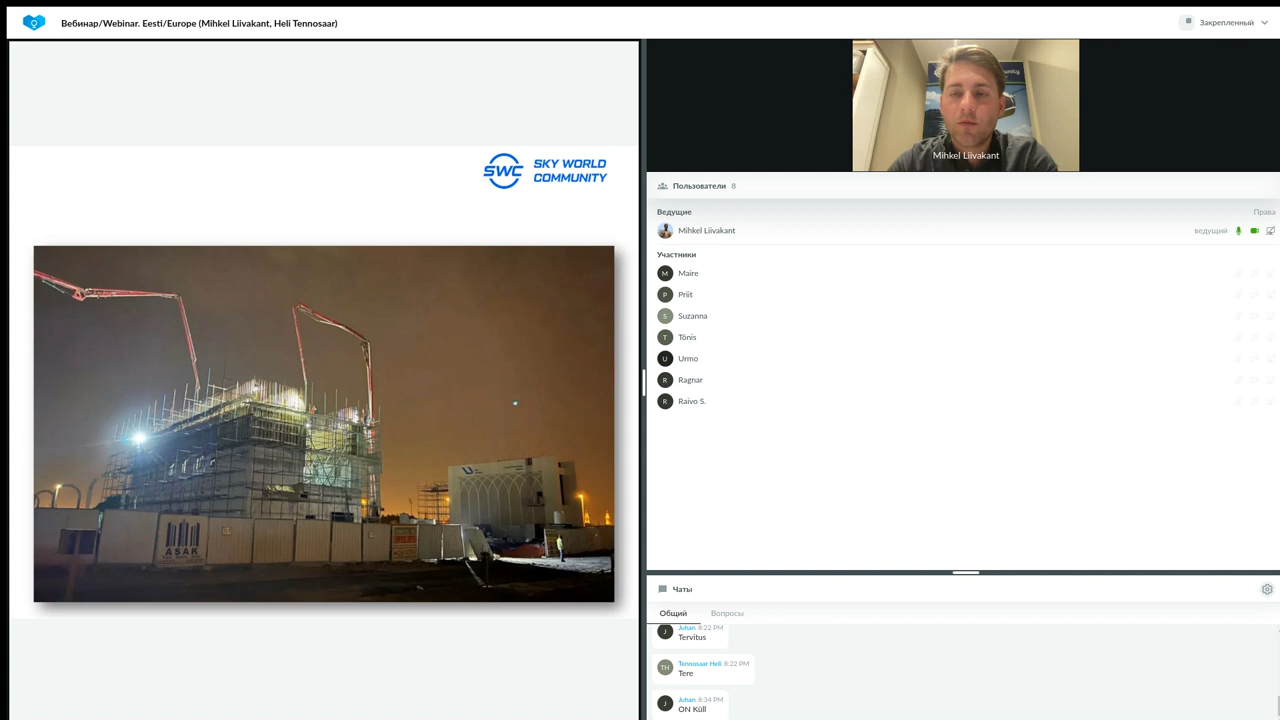 Вебинар/Webinar. Eesti/Europe (Mihkel Liivakant, Heli Tennosaar)
Закрепленный
SWC SKY WORLD
COMMUNITY
ASAK
Mihkel Liivakant
Пользователи 8
Ведущие Права
Mihkel Liivakant ведущий
Участники
M Maire
P Priit
S Suzanna
T Tõnis
U Urmo
R Ragnar
R Raivo S.
Чаты
Общий Вопросы
J Juhan 8:22 PM
Tervitus
TH Tennosaar Heli 8:22 PM
Tere
J Juhan 8:34 PM
ON Küll